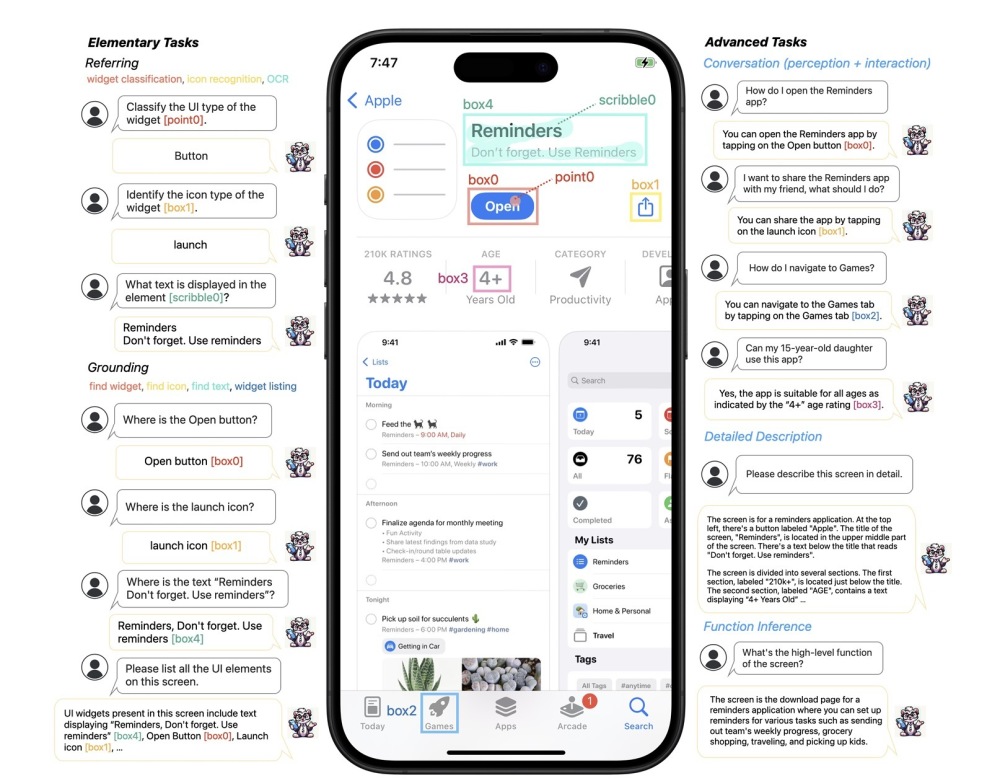 Elementary Tasks
Referring
widget classification, icon recognition, OCR
Classify the UI type of the
widget [point0].
Button
Identify the icon type of the
widget [box1].
launch
What text is displayed in the
element [scribble0]?
Reminders
Don't forget. Use reminders
Grounding
find widget, find icon, find text, widget listing
Where is the Open button?
Open button [box0]
Where is the launch icon?
launch icon [box1]
Where is the text “Reminders
Don't forget. Use reminders”?
Reminders, Don't forget. Use
reminders [box4]
Please list all the UI elements
on this screen.
UI widgets present in this screen include text
displaying “Reminders, Don't forget. Use
reminders” [box4], Open Button [box0], Launch
icon [box1], ...
7:47
Apple
box4
scribble0
Reminders
Don't forget. Use Reminders
box0
point0
box1
Open
210K RATINGS
4.8
★★★★★
AGE
box3
4+
Years Old
CATEGORY
Productivity
DEVEL
App
9:41
Lists
Today
Morning
Feed the
Reminders – 9:00 AM, Daily
Send out team's weekly progress
Reminders – 10:00 AM, Weekly #work
Afternoon
Finalize agenda for monthly meeting
• Fun Activity
• Share latest findings from data study
• Check-in/round table updates
Reminders – 4:00 PM #work
Tonight
Pick up soil for succulents
Reminders – 6:00 PM #gardening #home
Getting in Car
9:41
Search
5
Today
Sc
76
All
Fl
Completed
As
My Lists
Reminders
Groceries
Home & Personal
Travel
Tags
All Tags
#anytime
Today
box2
Games
Apps
1
Arcade
Search
Advanced Tasks
Conversation (perception + interaction)
How do I open the Reminders
app?
You can open the Reminders app by
tapping on the Open button [box0].
I want to share the Reminders app
with my friend, what should I do?
You can share the app by tapping
on the launch icon [box1].
How do I navigate to Games?
You can navigate to the Games tab
by tapping on the Games tab [box2].
Can my 15-year-old daughter
use this app?
Yes, the app is suitable for all ages as
indicated by the “4+” age rating [box3].
Detailed Description
Please describe this screen in detail.
The screen is for a reminders application. At the top
left, there's a button labeled "Apple". The title of the
screen, "Reminders", is located in the upper middle part
of the screen. There's a text below the title that reads
"Don't forget. Use reminders".
The screen is divided into several sections. The first
section, labeled "210k+", is located just below the title.
The second section, labeled "AGE", contains a text
displaying "4+ Years Old" ...
Function Inference
What's the high-level function
of the screen?
The screen is the download page for a
reminders application where you can set up
reminders for various tasks such as sending
out team's weekly progress, grocery
shopping, traveling, and picking up kids.